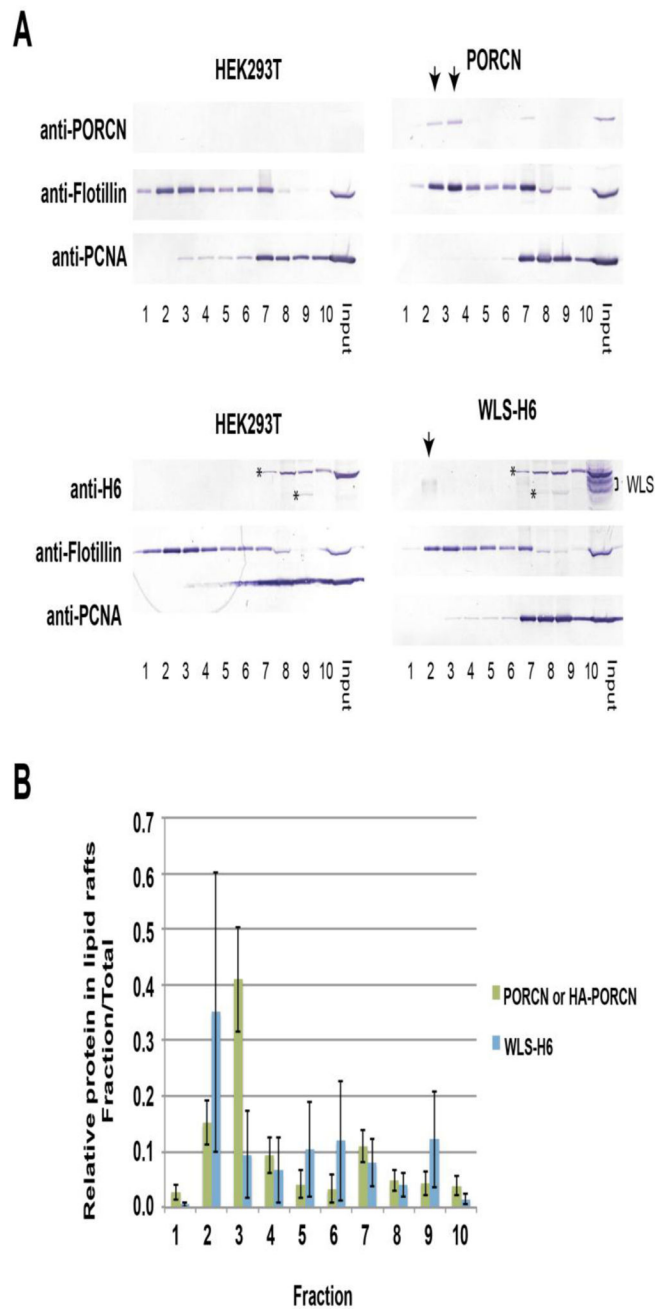 A
HEK293T
PORCN
anti-PORCN
anti-Flotillin
anti-PCNA
1 2 3 4 5 6 7 8 9 10 Input
1 2 3 4 5 6 7 8 9 10 Input
HEK293T
WLS-H6
anti-H6
*
*
*
*
WLS
anti-Flotillin
anti-PCNA
1 2 3 4 5 6 7 8 9 10 Input
1 2 3 4 5 6 7 8 9 10 Input
B
Relative protein in lipid rafts
Fraction/Total
0.7
0.6
0.5
0.4
0.3
0.2
0.1
0.0
PORCN or HA-PORCN
WLS-H6
1 2 3 4 5 6 7 8 9 10
Fraction